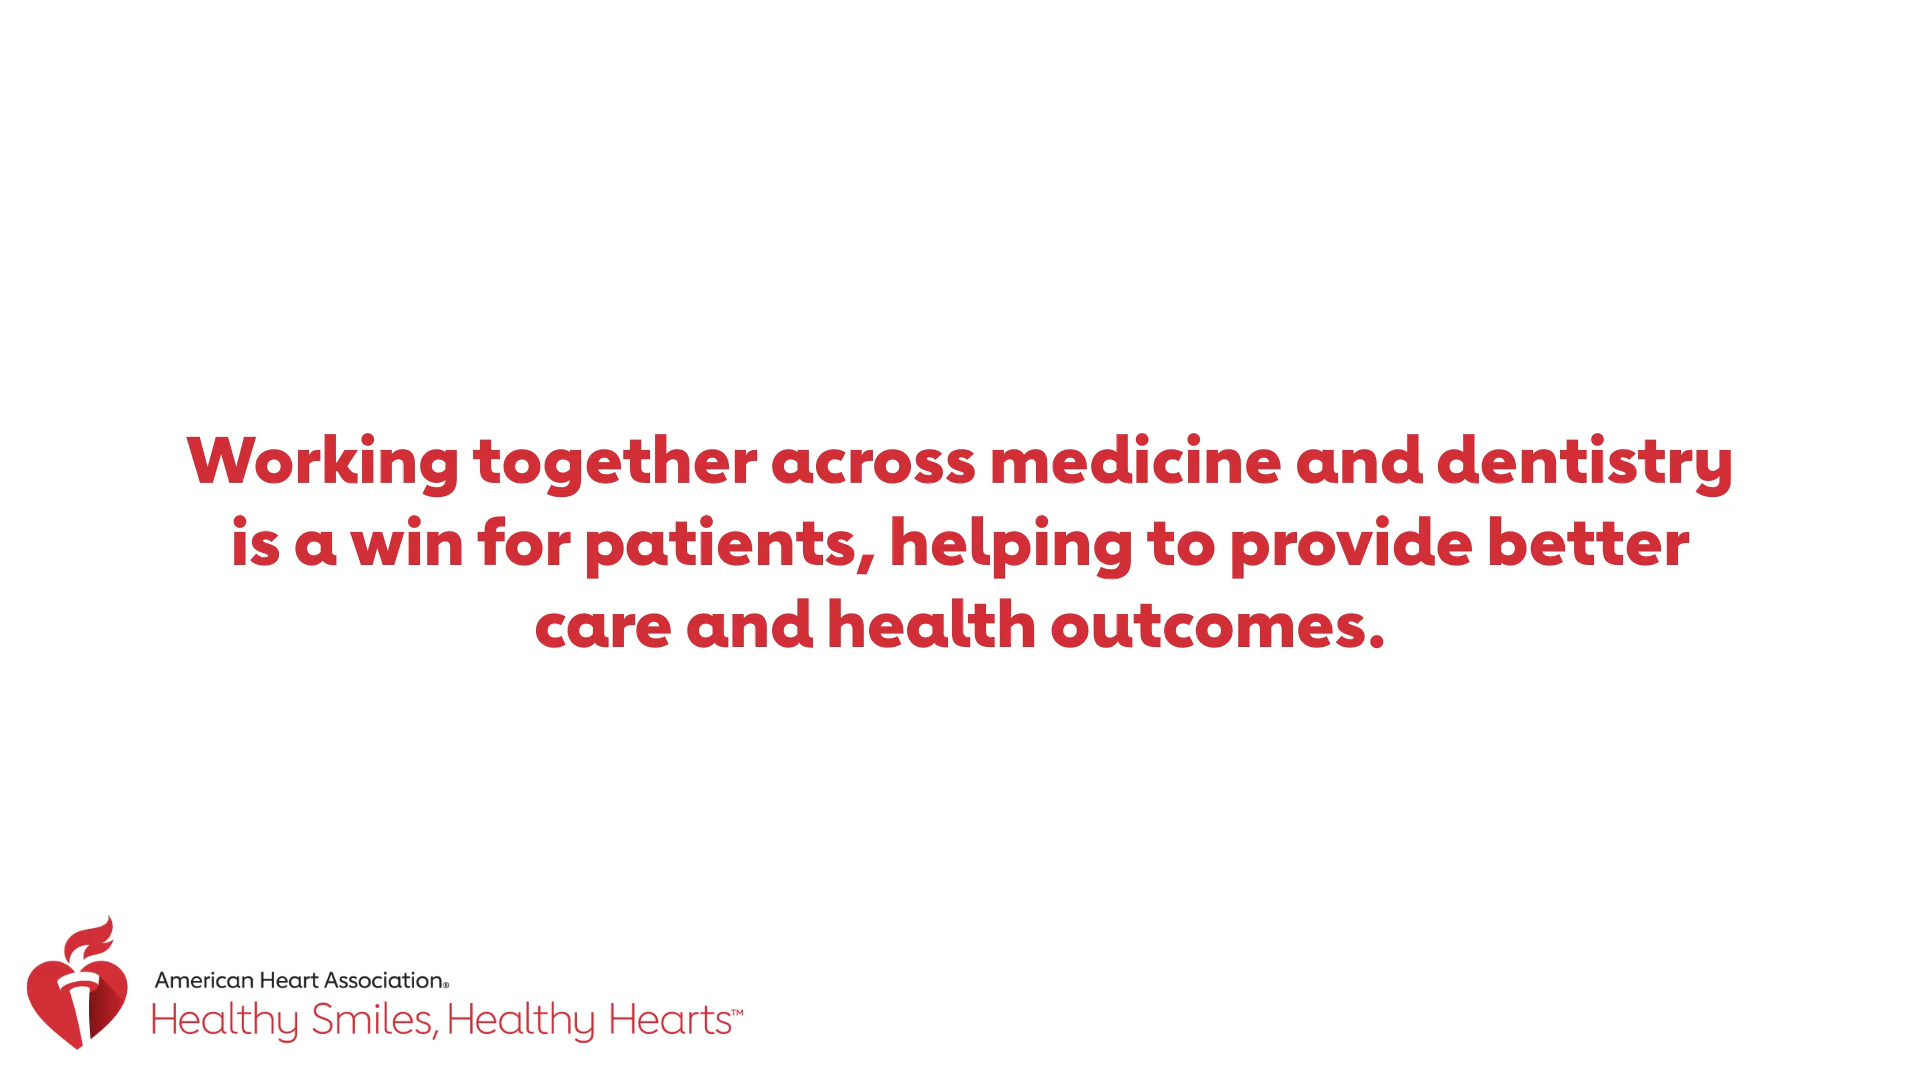 Working together across medicine and dentistry
is a win for patients, helping to provide better
care and health outcomes.
American Heart Association®
Healthy Smiles, Healthy Hearts™